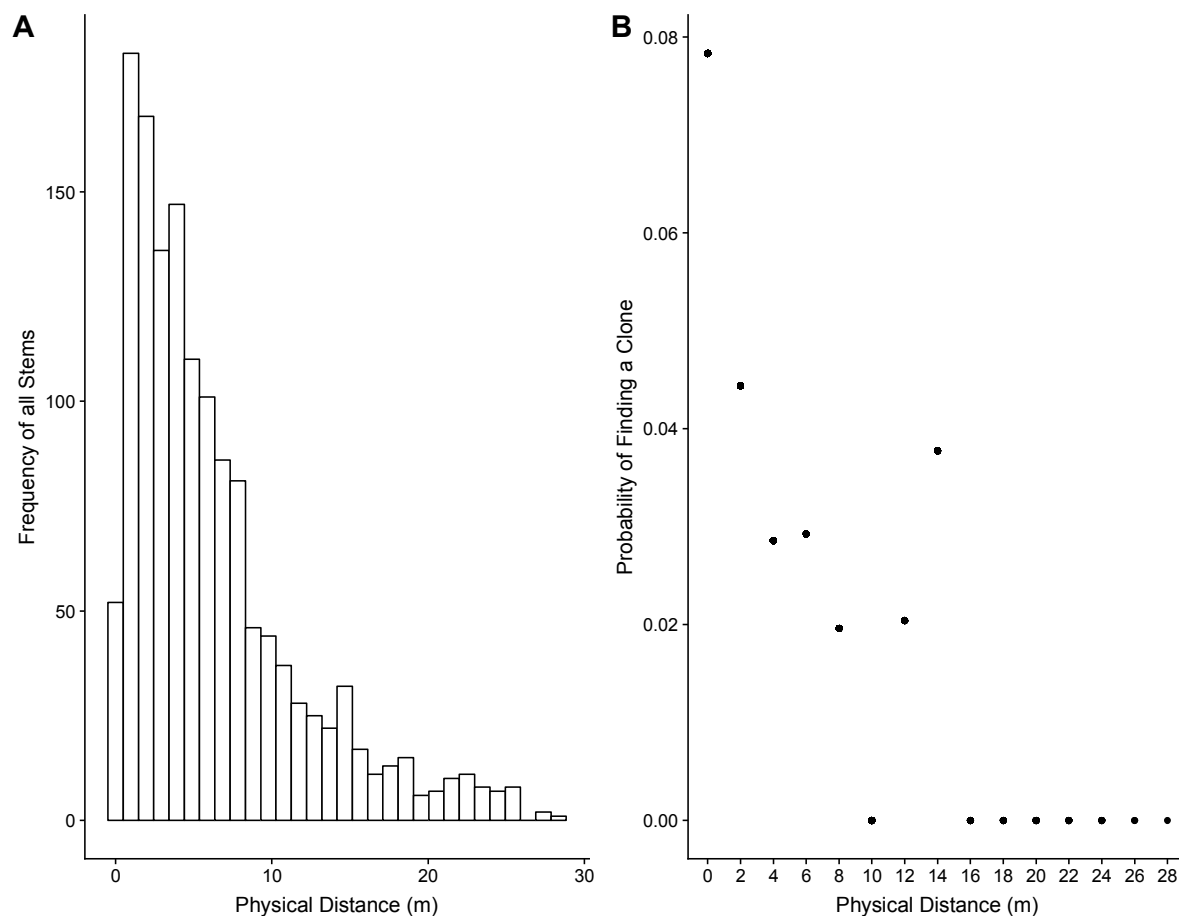 A
Frequency of all Stems
150
100
50
0
0 10 20 30
Physical Distance (m)
B
Probability of Finding a Clone
0.08
0.06
0.04
0.02
0.00
0 2 4 6 8 10 12 14 16 18 20 22 24 26 28
Physical Distance (m)